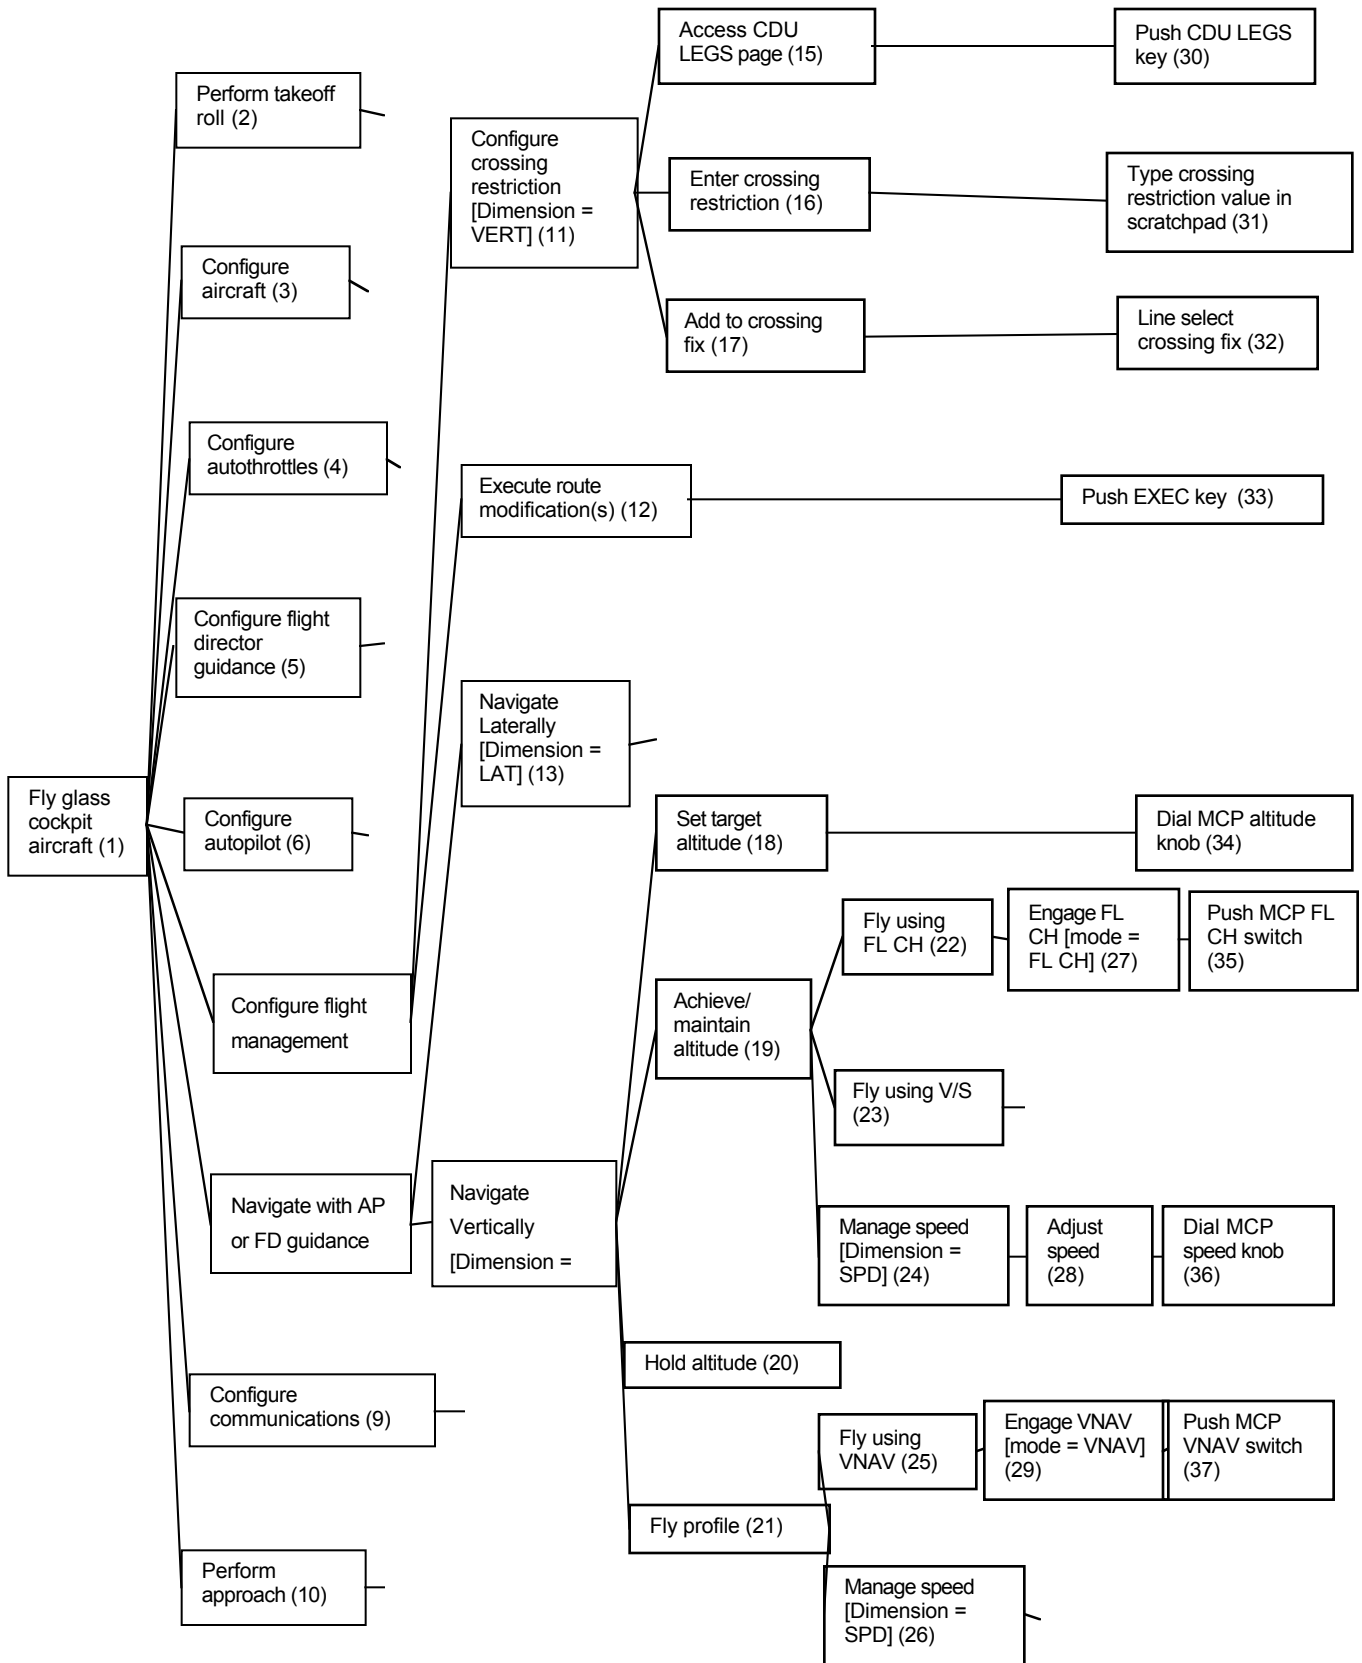 Fly glass
cockpit
aircraft (1)
Perform takeoff
roll (2)
Configure
aircraft (3)
Configure
autothrottles (4)
Configure flight
director
guidance (5)
Configure
autopilot (6)
Configure flight
management
Navigate with AP
or FD guidance
Configure
communications (9)
Perform
approach (10)
Configure
crossing
restriction
[Dimension =
VERT] (11)
Execute route
modification(s) (12)
Navigate
Laterally
[Dimension =
LAT] (13)
Navigate
Vertically
[Dimension =
Access CDU
LEGS page (15)
Enter crossing
restriction (16)
Add to crossing
fix (17)
Set target
altitude (18)
Achieve/
maintain
altitude (19)
Hold altitude (20)
Fly profile (21)
Fly using
FL CH (22)
Fly using V/S
(23)
Manage speed
[Dimension =
SPD] (24)
Fly using
VNAV (25)
Manage speed
[Dimension =
SPD] (26)
Engage FL
CH [mode =
FL CH] (27)
Adjust
speed
(28)
Engage VNAV
[mode = VNAV]
(29)
Push CDU LEGS
key (30)
Type crossing
restriction value in
scratchpad (31)
Line select
crossing fix (32)
Push EXEC key (33)
Dial MCP altitude
knob (34)
Push MCP FL
CH switch
(35)
Dial MCP
speed knob
(36)
Push MCP
VNAV switch
(37)